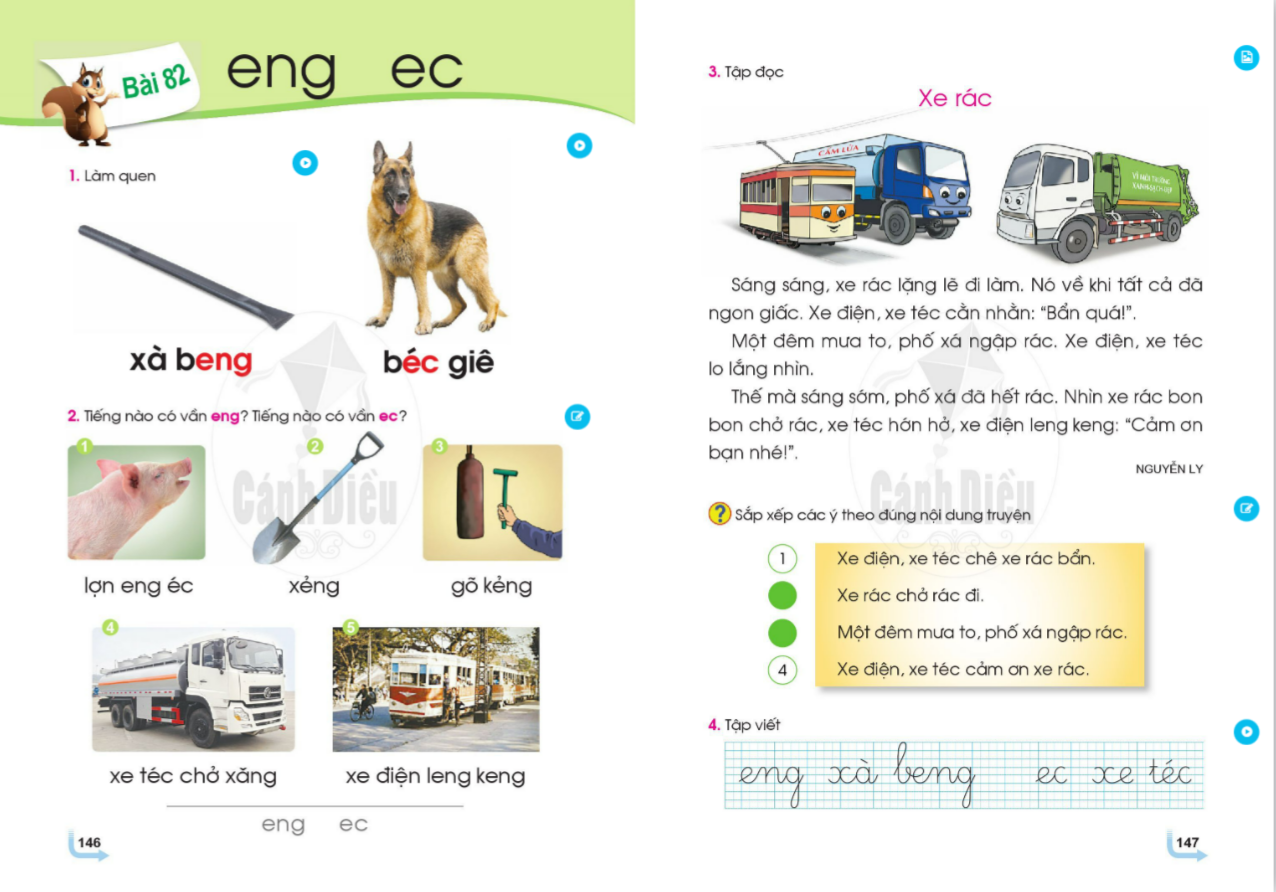 Bài 82
eng ec
1. Làm quen
xà beng
béc giê
2. Tiếng nào có vần eng? Tiếng nào có vần ec?
1
2
3
lợn eng éc
xẻng
gõ kẻng
4
5
xe téc chở xăng
xe điện leng keng
eng ec
146
Cánh Diều
3. Tập đọc
Xe rác
CẤM LỬA
VÌ MÔI TRƯỜNG
XANH-SẠCH-ĐẸP
Sáng sáng, xe rác lặng lẽ đi làm. Nó về khi tất cả đã
ngon giấc. Xe điện, xe téc cằn nhằn: “Bẩn quá!”.
Một đêm mưa to, phố xá ngập rác. Xe điện, xe téc
lo lắng nhìn.
Thế mà sáng sớm, phố xá đã hết rác. Nhìn xe rác bon
bon chở rác, xe téc hớn hở, xe điện leng keng: “Cảm ơn
bạn nhé!”.
NGUYỄN LY
Cánh Diều
? Sắp xếp các ý theo đúng nội dung truyện
1 Xe điện, xe téc chê xe rác bẩn.
Xe rác chở rác đi.
Một đêm mưa to, phố xá ngập rác.
4 Xe điện, xe téc cảm ơn xe rác.
4. Tập viết
eng xà beng ec xe téc
147